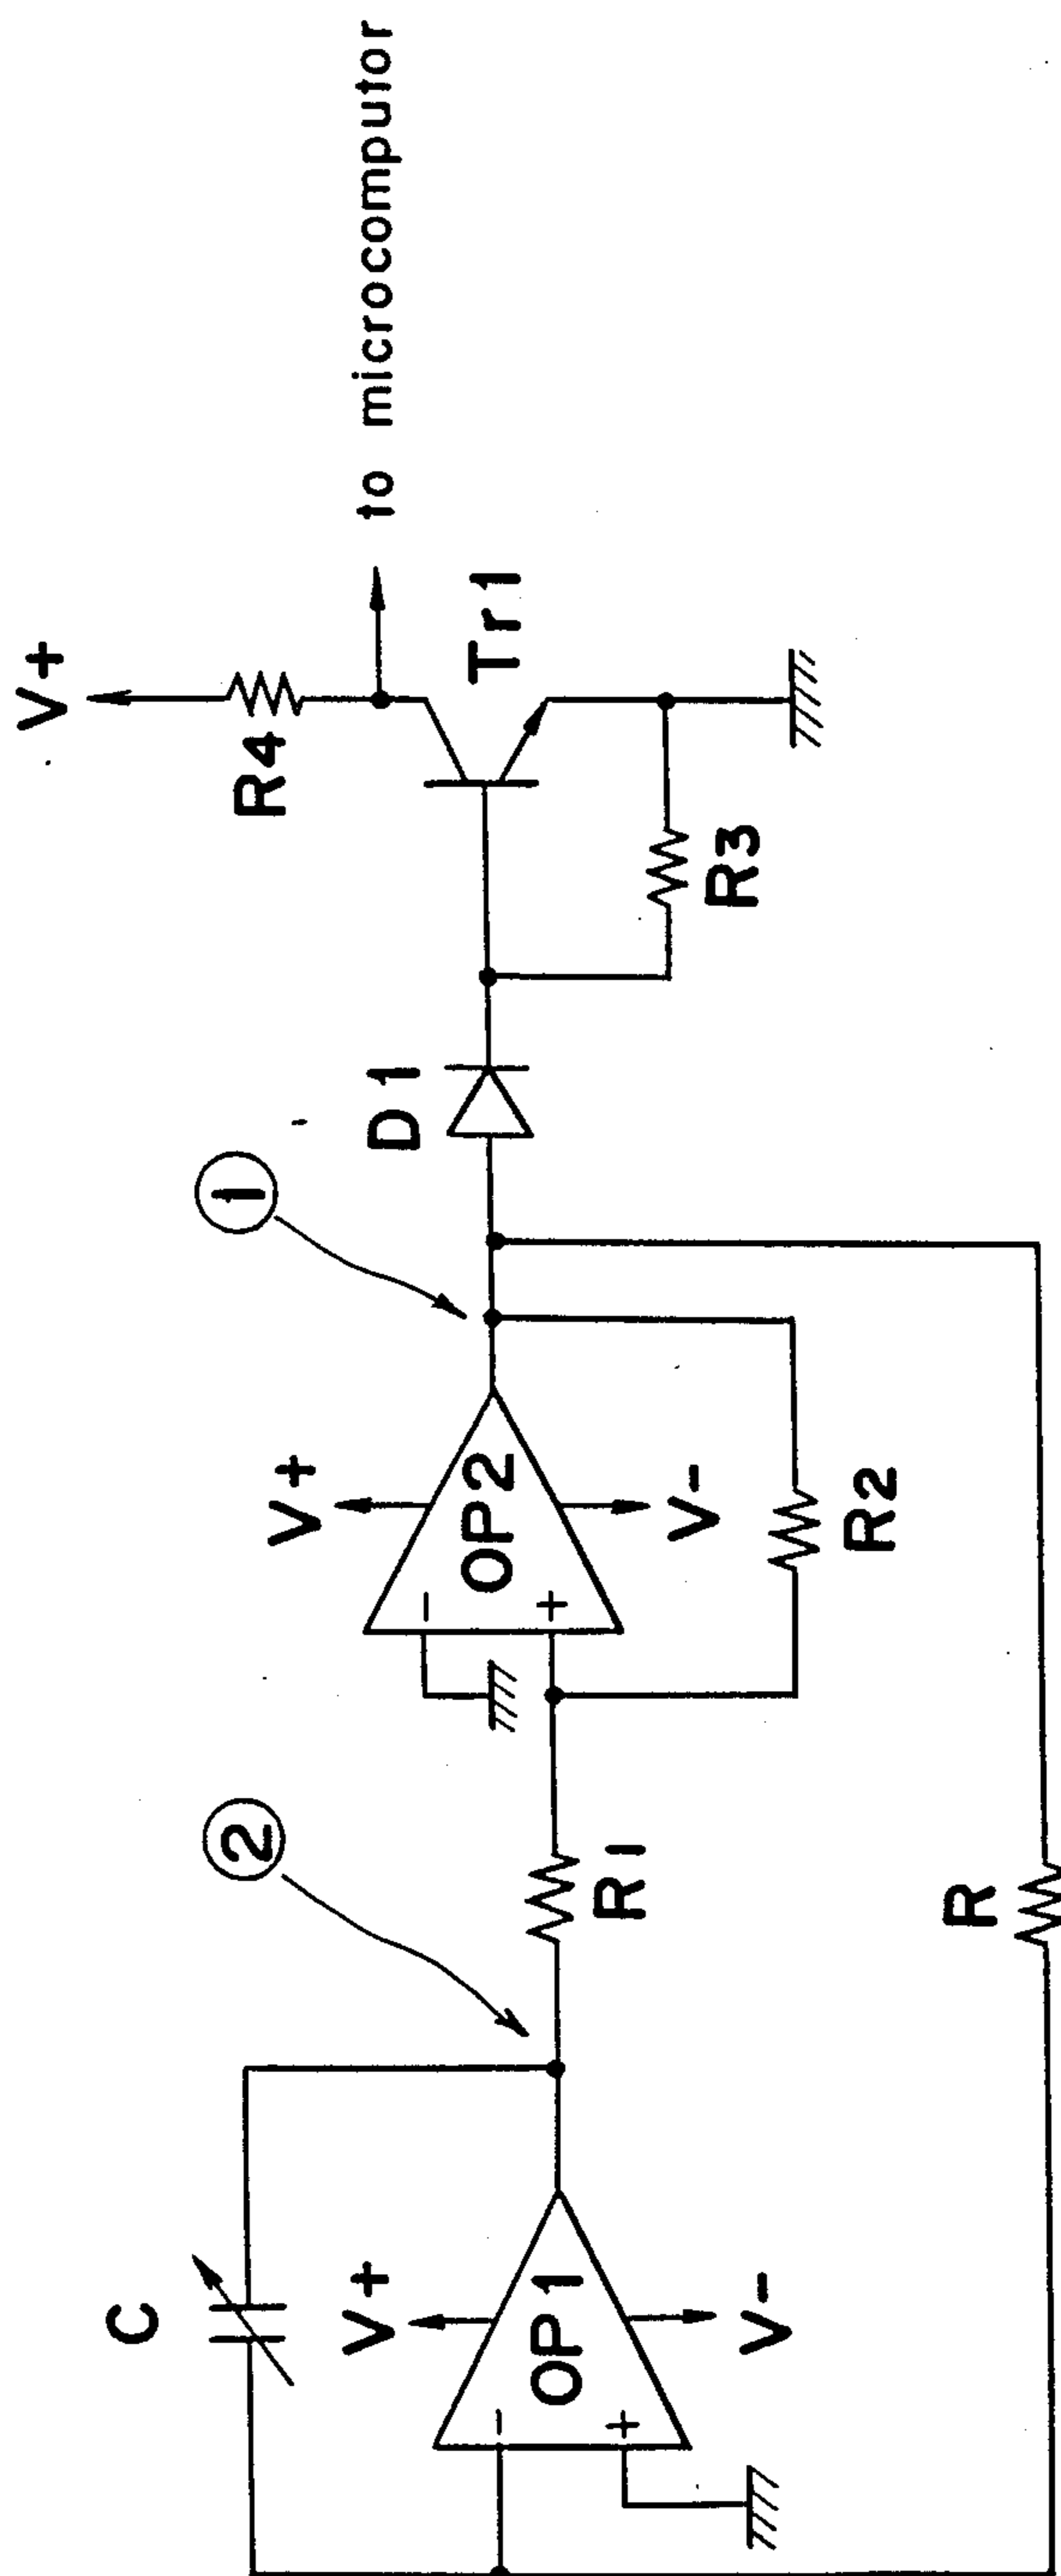 C
V+
OP1
-
+
V-
②
R1
R
V+
OP2
-
+
V-
R2
①
D1
R3
V+
R4
Tr1
to microcomputor